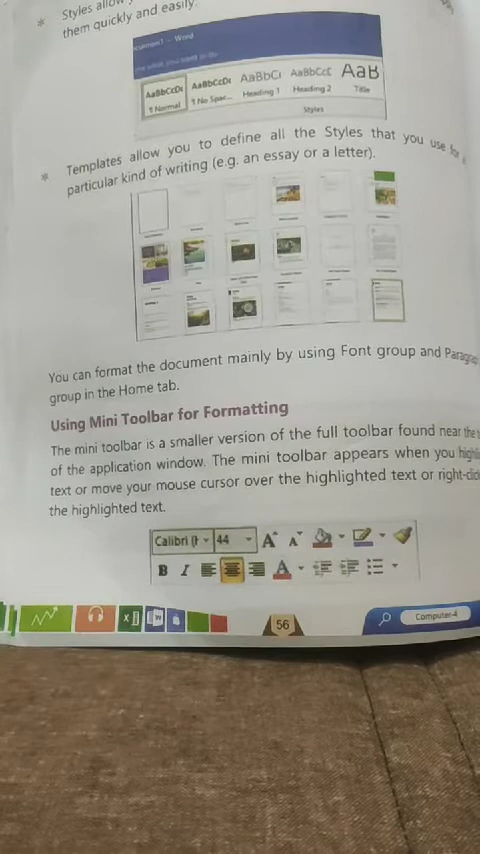 * Styles allow
them quickly and easily.
- Word
AaBbCcDc AaBbCcDc AaBbC AaBbCcC AaB
¶ Normal ¶ No Spac... Heading 1 Heading 2 Title
Styles
* Templates allow you to define all the Styles that you use for
particular kind of writing (e.g. an essay or a letter).
You can format the document mainly by using Font group and
group in the Home tab.
Using Mini Toolbar for Formatting
The mini toolbar is a smaller version of the full toolbar found near the
of the application window. The mini toolbar appears when you
text or move your mouse cursor over the highlighted text or
the highlighted text.
Calibri 44 A A
B I A
56
Computer-4